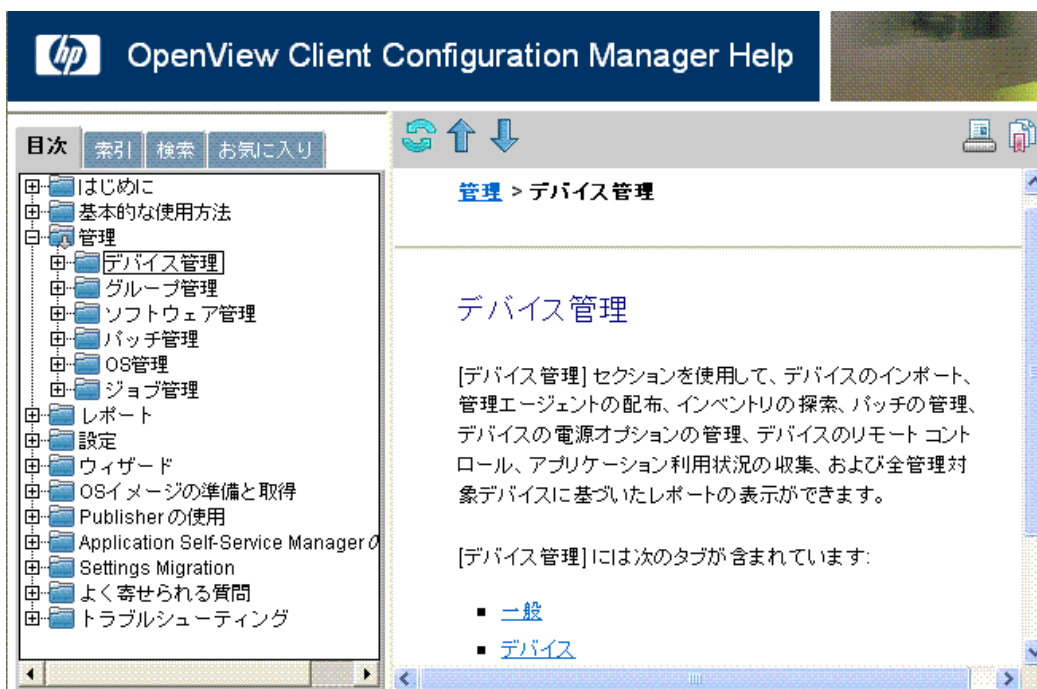 hp OpenView Client Configuration Manager Help
目次 索引 検索 お気に入り
はじめに
基本的な使用方法
管理
デバイス管理
グループ管理
ソフトウェア管理
パッチ管理
OS管理
ジョブ管理
レポート
設定
ウィザード
OSイメージの準備と取得
Publisherの使用
Application Self-Service Managerの
Settings Migration
よく寄せられる質問
トラブルシューティング
管理 > デバイス管理
デバイス管理
[デバイス管理] セクションを使用して、デバイスのインポート、
管理エージェントの配布、インベントリの探索、パッチの管理、
デバイスの電源オプションの管理、デバイスのリモート コント
ロール、アプリケーション利用状況の収集、および全管理対
象デバイスに基づいたレポートの表示ができます。
[デバイス管理] には次のタブが含まれています:
■ 一般
■ デバイス